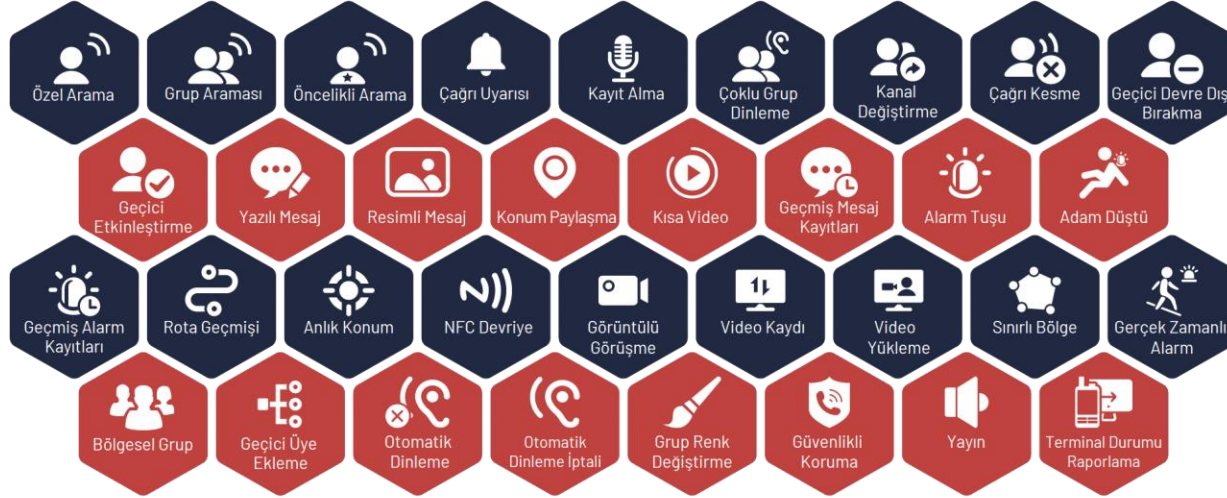 Özel Arama
Grup Araması
Öncelikli Arama
Çağrı Uyarısı
Kayıt Alma
Çoklu Grup
Dinleme
Kanal
Değiştirme
Çağrı Kesme
Geçici Devre Dış
Bırakma
Geçici
Etkinleştirme
Yazılı Mesaj
Resimli Mesaj
Konum Paylaşma
Kısa Video
Geçmiş Mesaj
Kayıtları
Alarm Tuşu
Adam Düştü
Geçmiş Alarm
Kayıtları
Rota Geçmişi
Anlık Konum
NFC Devriye
Görüntülü
Görüşme
Video Kaydı
Video
Yükleme
Sınırlı Bölge
Gerçek Zamanlı
Alarm
Bölgesel Grup
Geçici Üye
Ekleme
Otomatik
Dinleme
Otomatik
Dinleme İptali
Grup Renk
Değiştirme
Güvenlikli
Koruma
Yayın
Terminal Durumu
Raporlama